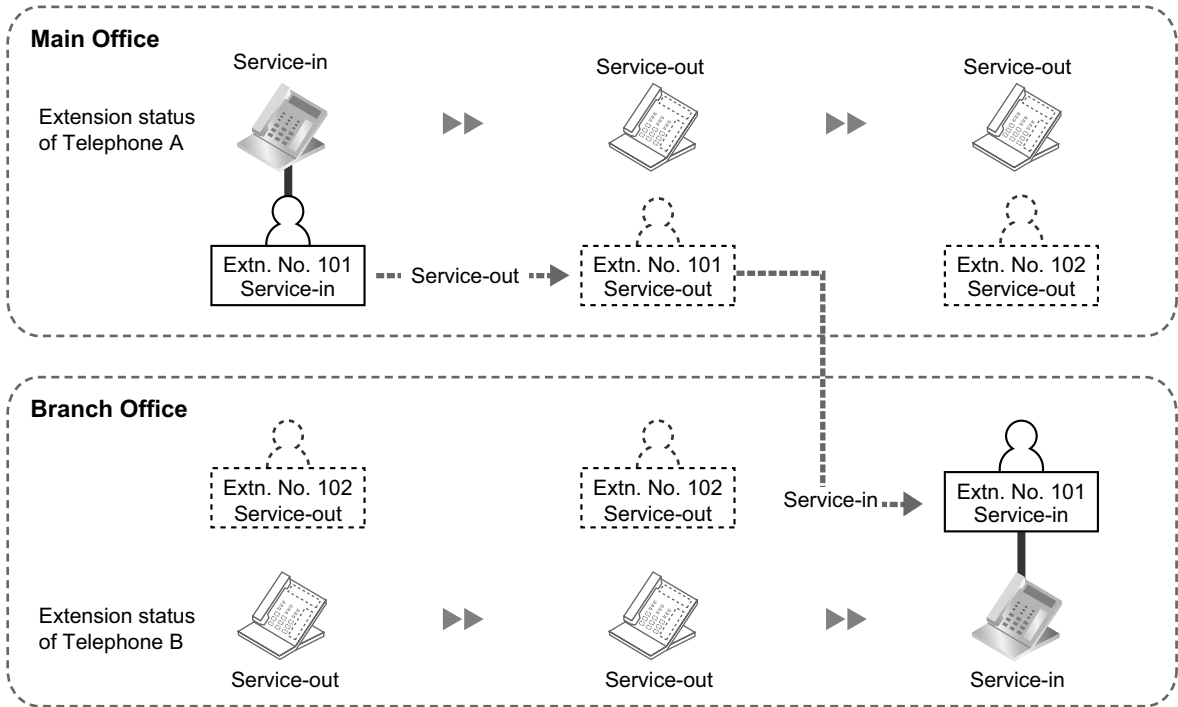 Main Office
Service-in
Service-out
Service-out
Extension status
of Telephone A
Extn. No. 101
Service-in
Service-out
Extn. No. 101
Service-out
Extn. No. 102
Service-out
Branch Office
Extn. No. 102
Service-out
Extn. No. 102
Service-out
Service-in
Extn. No. 101
Service-in
Extension status
of Telephone B
Service-out
Service-out
Service-in